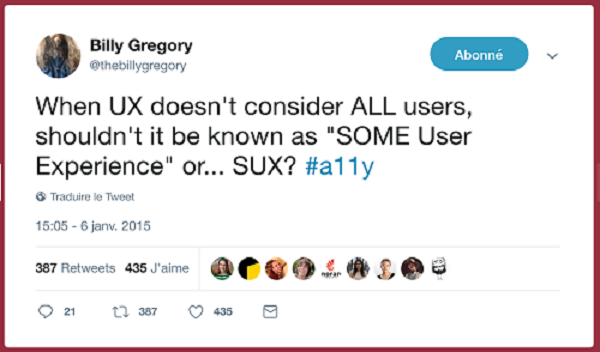 Billy Gregory
@thebillygregory
Abonné
When UX doesn't consider ALL users,
shouldn't it be known as "SOME User
Experience" or... SUX? #a11y
Traduire le Tweet
15:05 - 6 janv. 2015
387 Retweets 435 J'aime
21 387 435